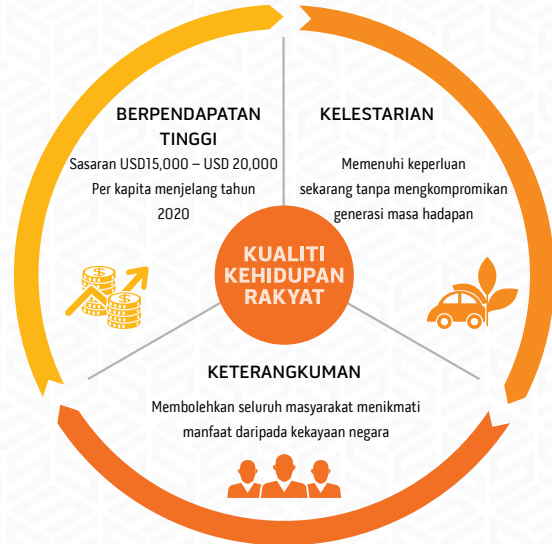 BERPENDAPATAN
TINGGI
Sasaran USD15,000 – USD 20,000
Per kapita menjelang tahun
2020
KELESTARIAN
Memenuhi keperluan
sekarang tanpa mengkompromikan
generasi masa hadapan
KUALITI
KEHIDUPAN
RAKYAT
KETERANGKUMAN
Membolehkan seluruh masyarakat menikmati
manfaat daripada kekayaan negara